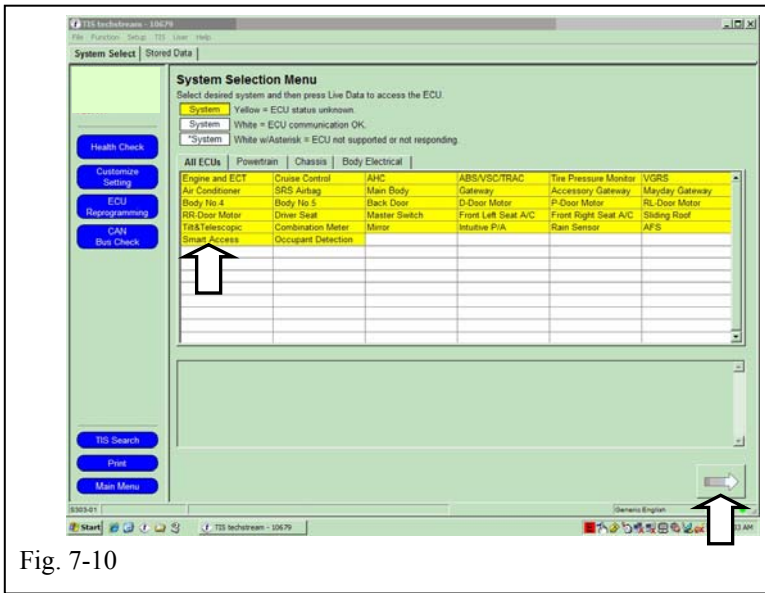 TIS techstream - 10679
File Function Setup TIS User Help
System Select Stored Data
System Selection Menu
Select desired system and then press Live Data to access the ECU.
System Yellow = ECU status unknown.
System White = ECU communication OK.
*System White w/Asterisk = ECU not supported or not responding.
Health Check
Customize Setting
ECU Reprogramming
CAN Bus Check
All ECUs Powertrain Chassis Body Electrical
Engine and ECT Cruise Control AHC ABS/VSC/TRAC Tire Pressure Monitor VGRS
Air Conditioner SRS Airbag Main Body Gateway Accessory Gateway Mayday Gateway
Body No.4 Body No.5 Back Door D-Door Motor P-Door Motor RL-Door Motor
RR-Door Motor Driver Seat Master Switch Front Left Seat A/C Front Right Seat A/C Sliding Roof
Tilt&Telescopic Combination Meter Mirror Intuitive P/A Rain Sensor AFS
Smart Access Occupant Detection
TIS Search
Print
Main Menu
S303-01 Generic English
Start TIS techstream - 10679 AM
Fig. 7-10